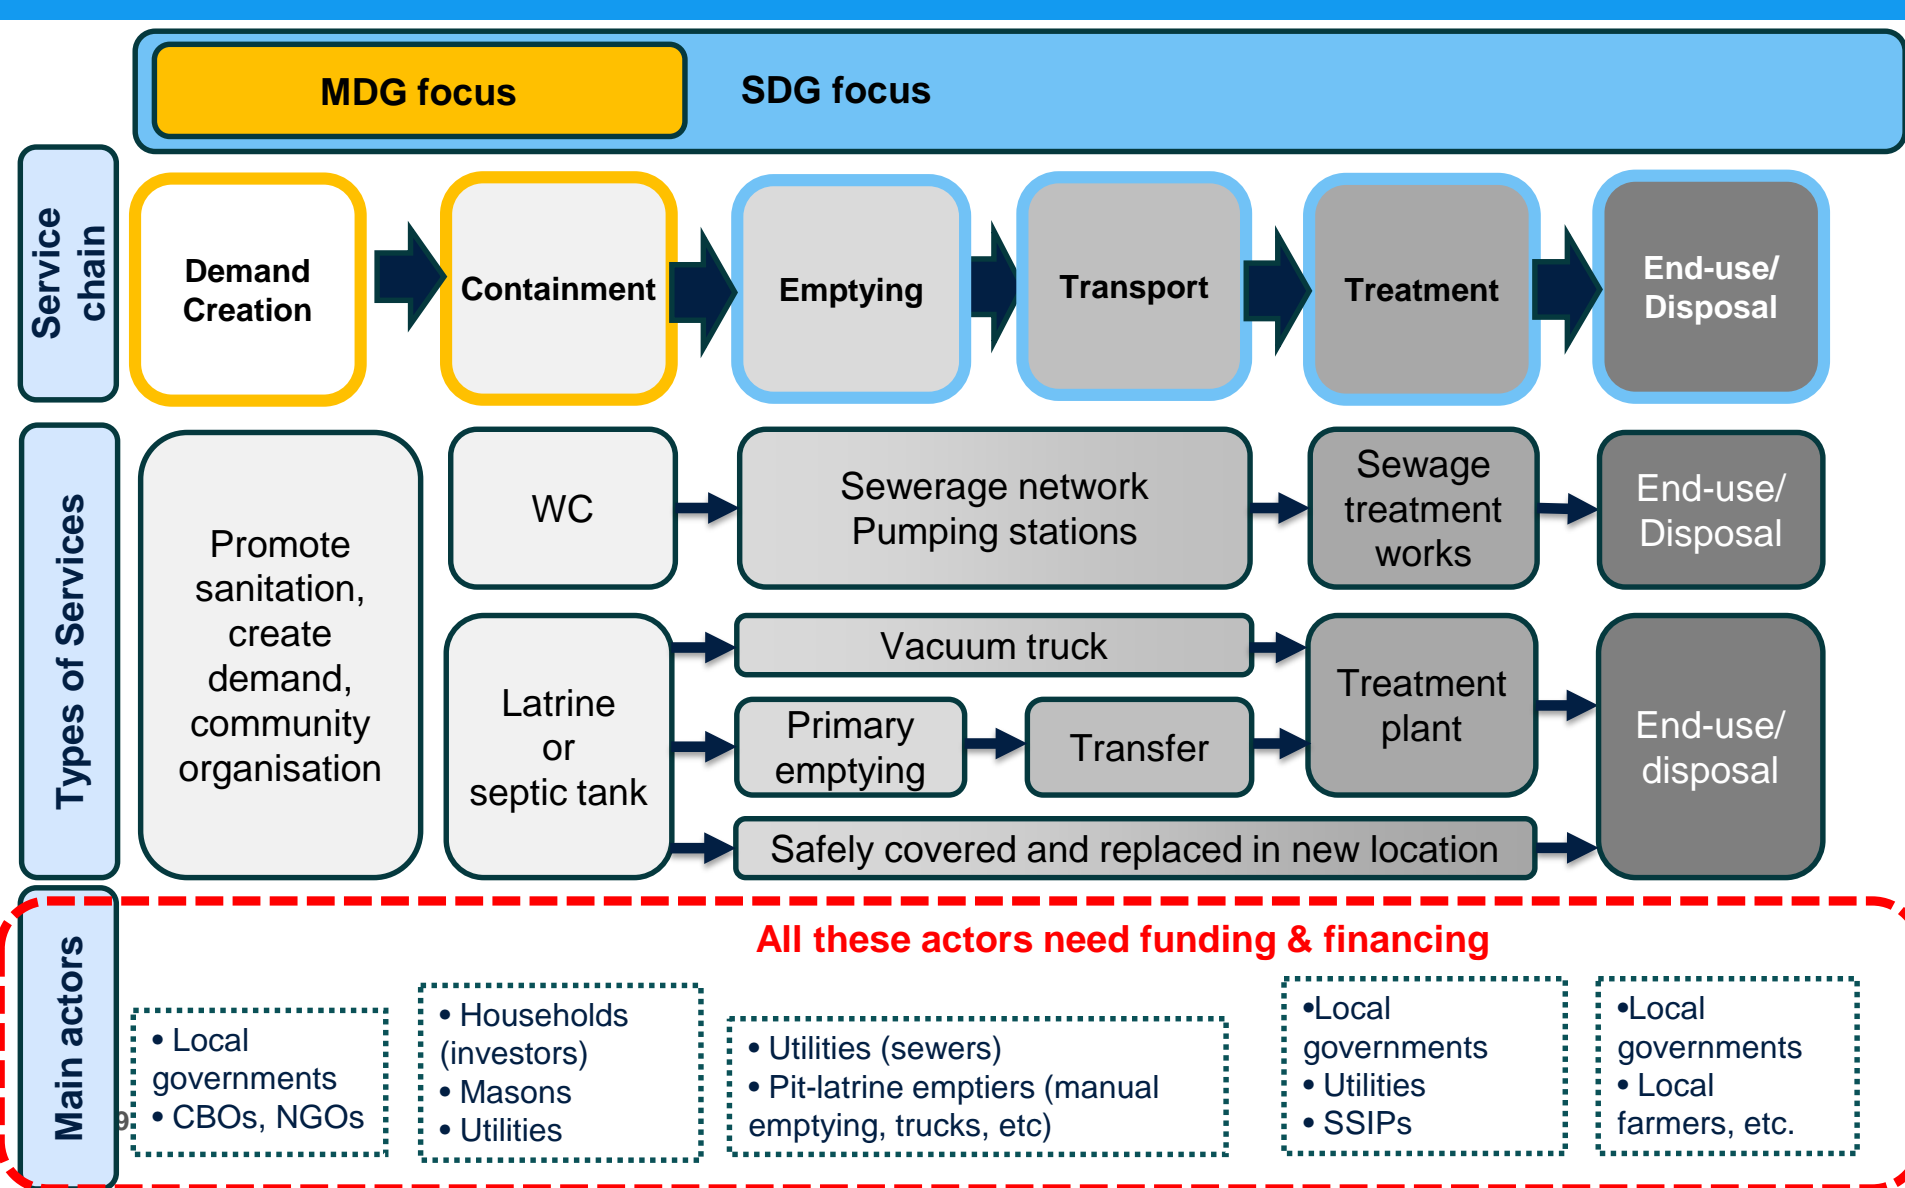 MDG focus
SDG focus
Service
chain
Demand
Creation
Containment
Emptying
Transport
Treatment
End-use/
Disposal
Types of Services
Promote
sanitation,
create
demand,
community
organisation
WC
Sewerage network
Pumping stations
Sewage
treatment
works
End-use/
Disposal
Latrine
or
septic tank
Vacuum truck
Primary
emptying
Transfer
Treatment
plant
Safely covered and replaced in new location
End-use/
disposal
Main actors
All these actors need funding & financing
• Local
governments
• CBOs, NGOs
• Households
(investors)
• Masons
• Utilities
• Utilities (sewers)
• Pit-latrine emptiers (manual
emptying, trucks, etc)
•Local
governments
• Utilities
• SSIPs
•Local
governments
• Local
farmers, etc.
9